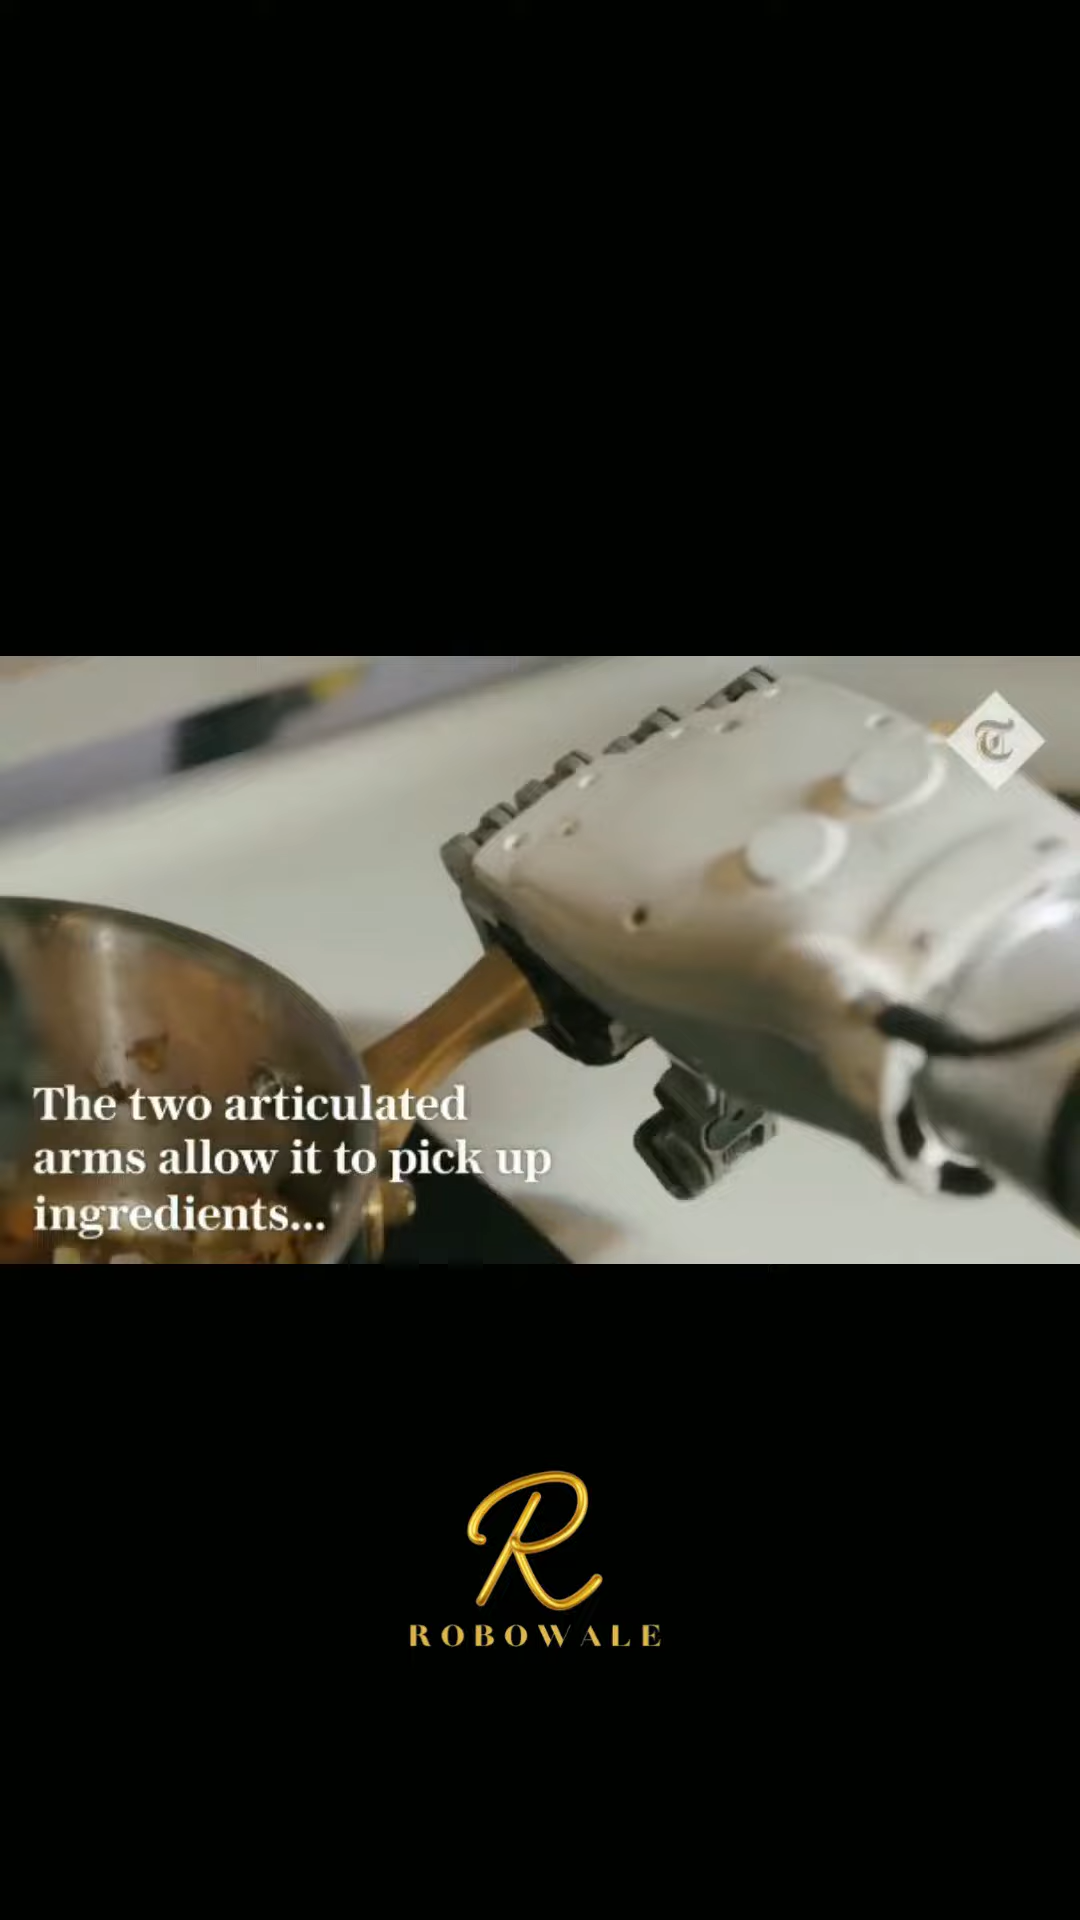 T
The two articulated
arms allow it to pick up
ingredients...
R
ROBOWALE